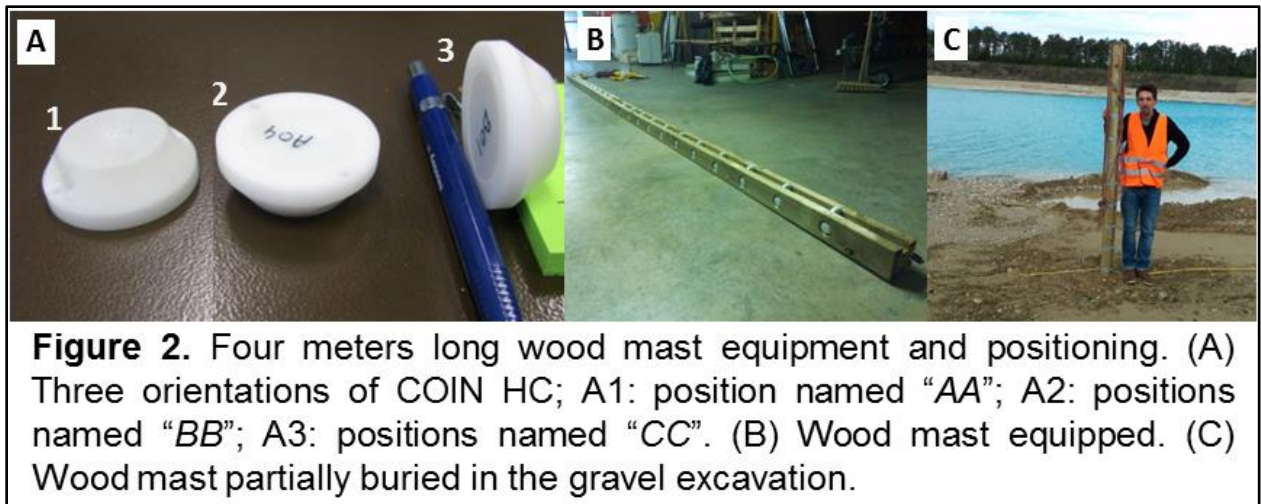 A
1
2
A04
3
B
C
Figure 2. Four meters long wood mast equipment and positioning. (A)
Three orientations of COIN HC; A1: position named “AA”; A2: positions
named “BB”; A3: positions named “CC”. (B) Wood mast equipped. (C)
Wood mast partially buried in the gravel excavation.